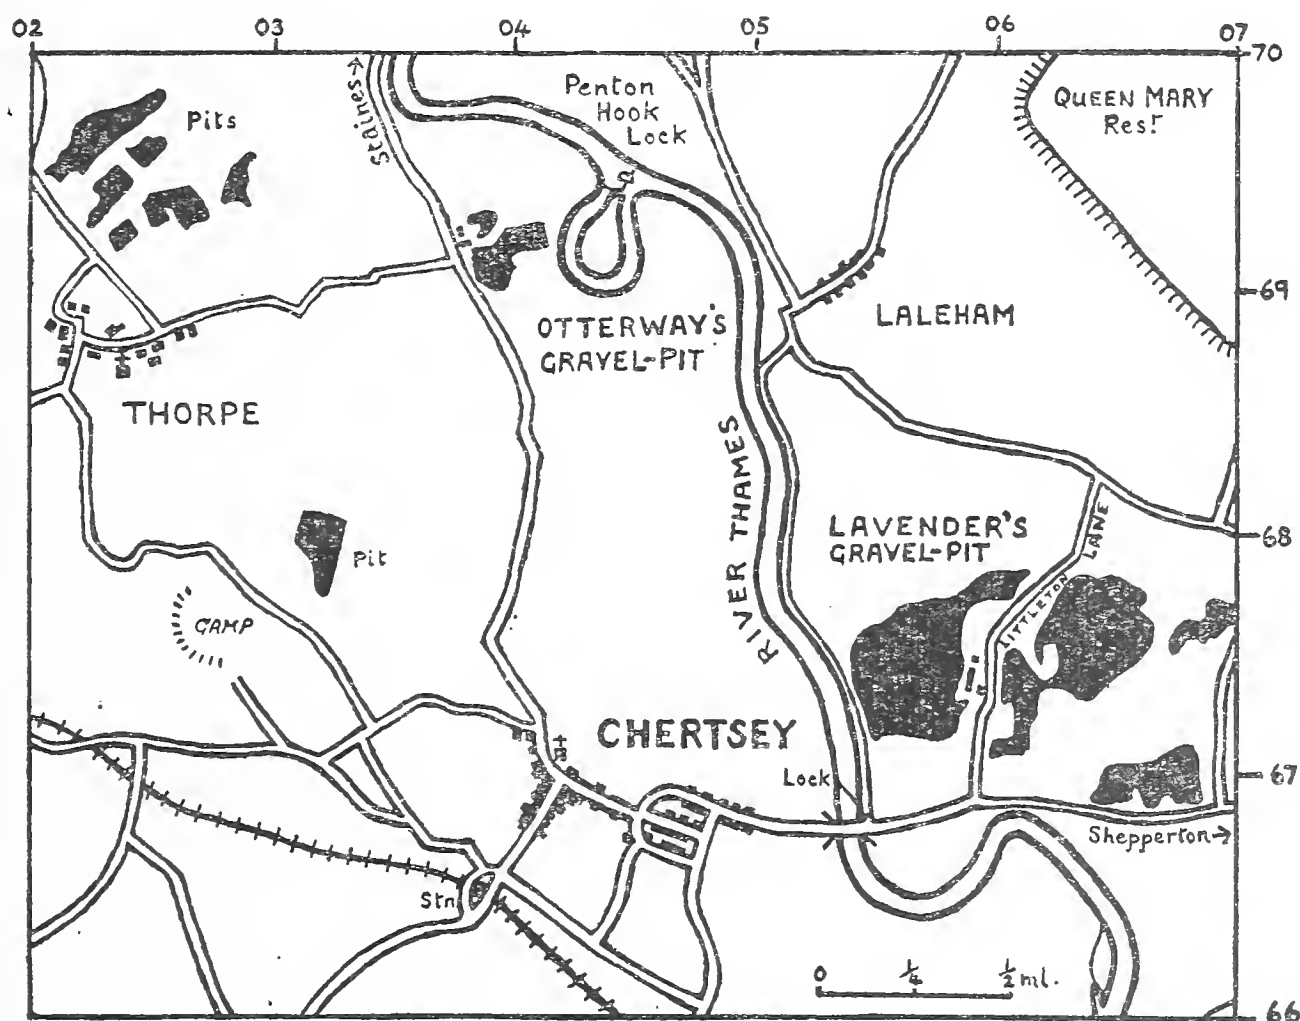 02 03 04 05 06 07
70
Staines→
Penton
Hook
Lock
QUEEN MARY
Resr
Pits
69
OTTERWAY'S
GRAVEL-PIT
LALEHAM
THORPE
RIVER THAMES
LAVENDER'S
GRAVEL-PIT
LITTLETON LANE
68
Pit
CAMP
CHERTSEY
Lock
67
Shepperton→
Stn
0 ¼ ½ ml.
66